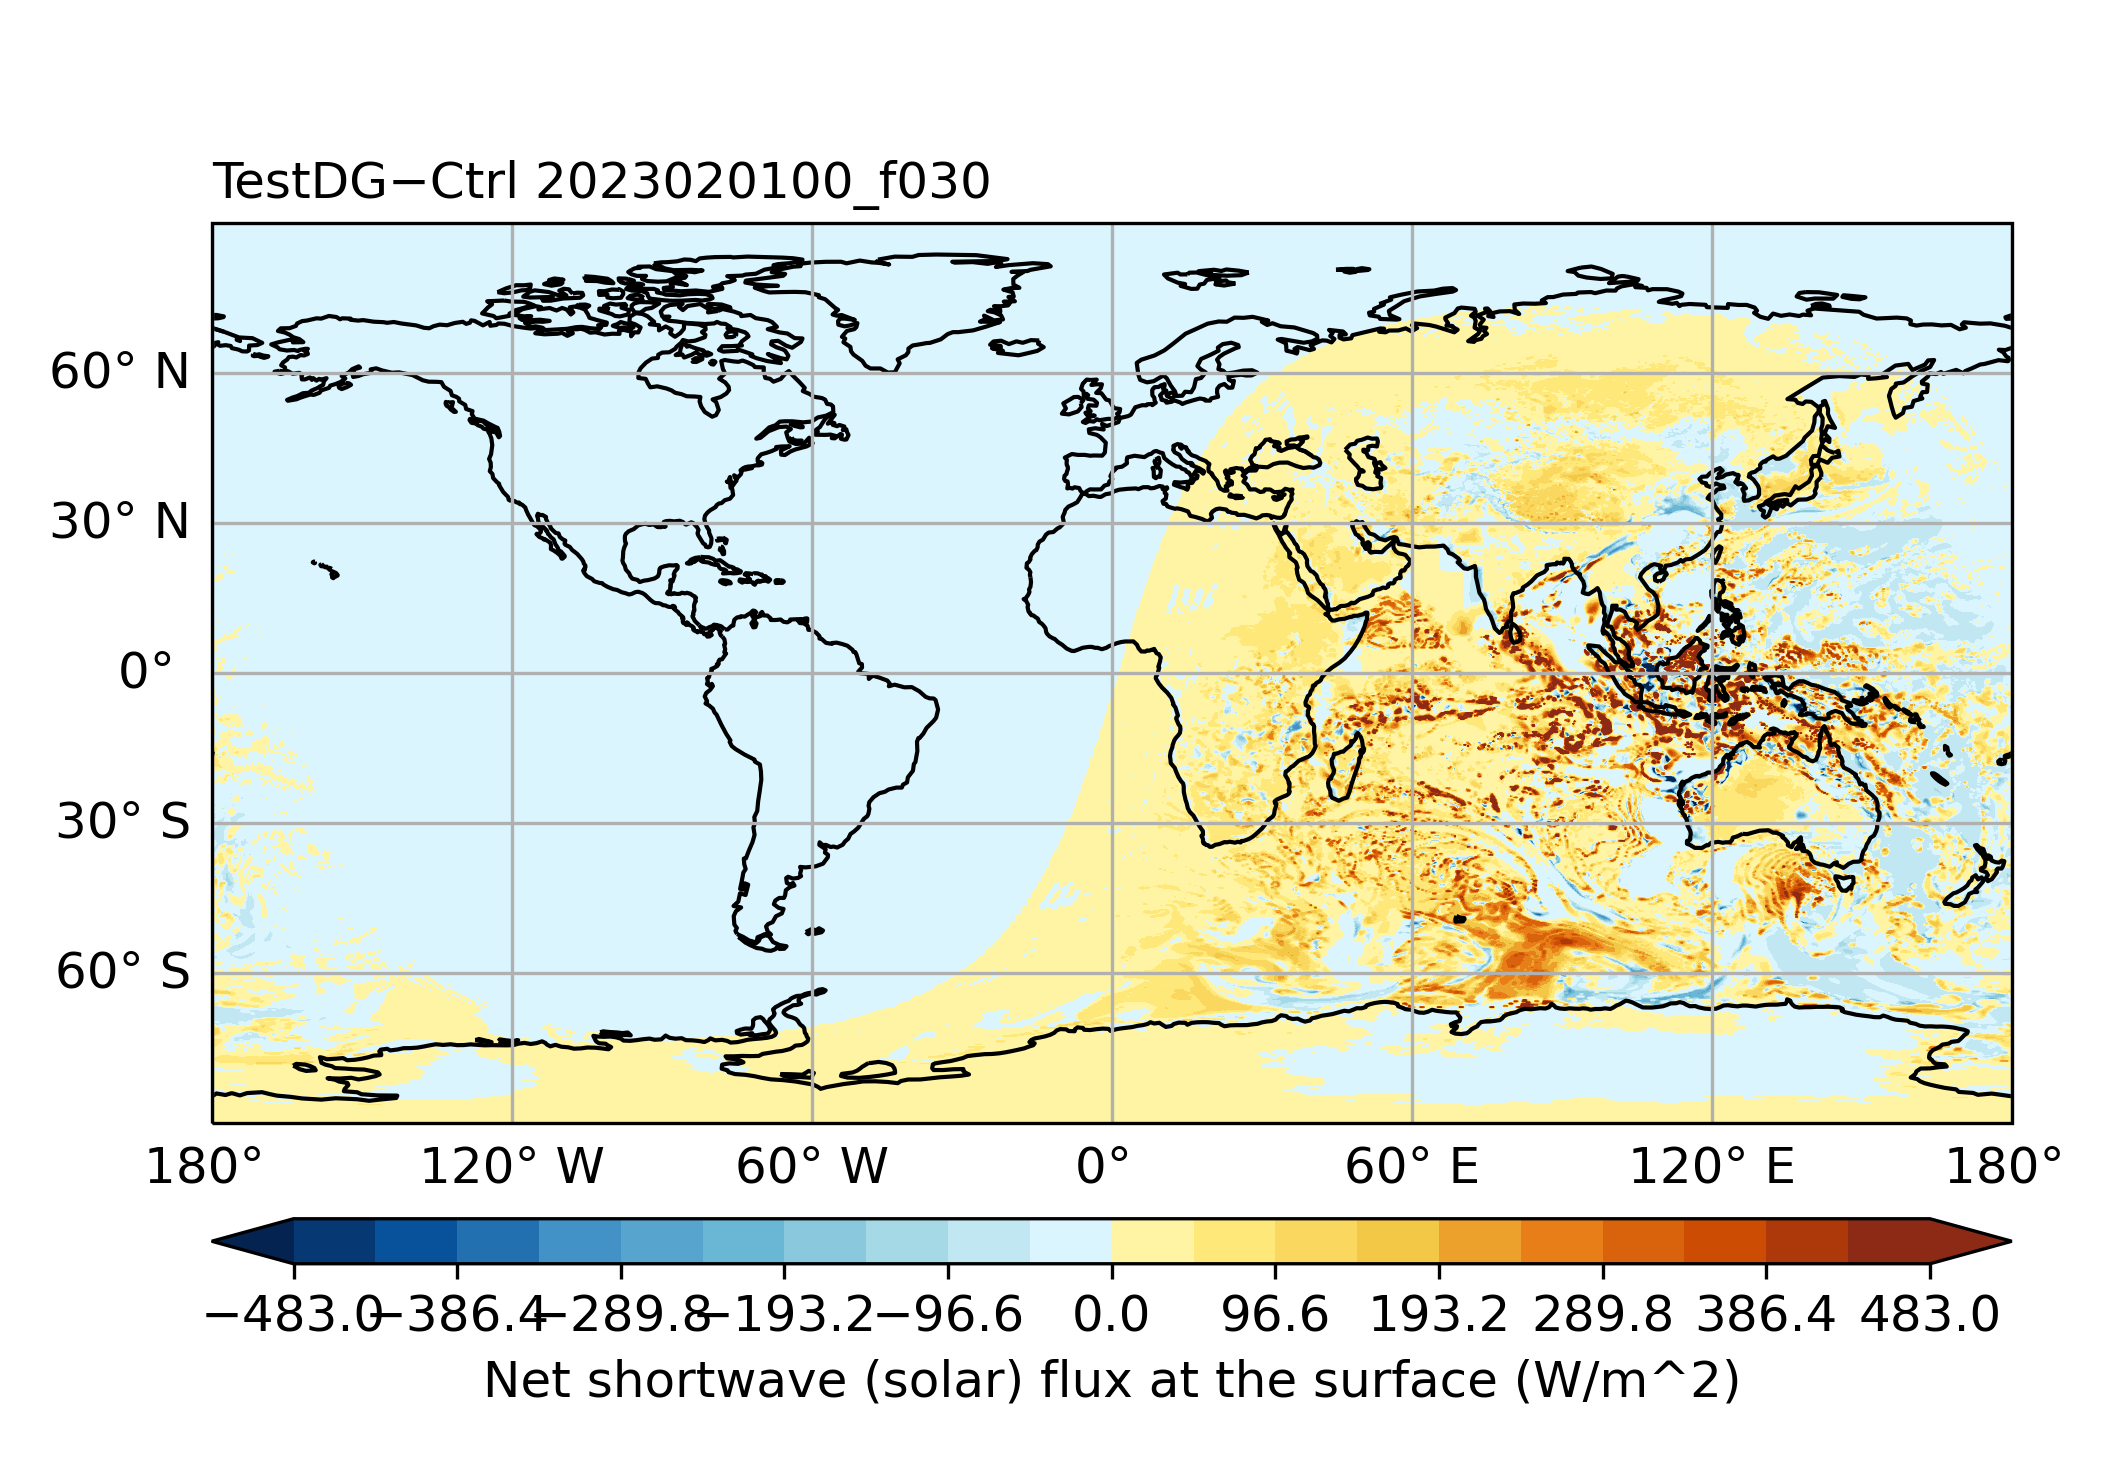 TestDG−Ctrl 2023020100_f030
60° N
30° N
0°
30° S
60° S
180° 120° W 60° W 0° 60° E 120° E 180°
−483.0 −386.4 −289.8 −193.2 −96.6 0.0 96.6 193.2 289.8 386.4 483.0
Net shortwave (solar) flux at the surface (W/m^2)